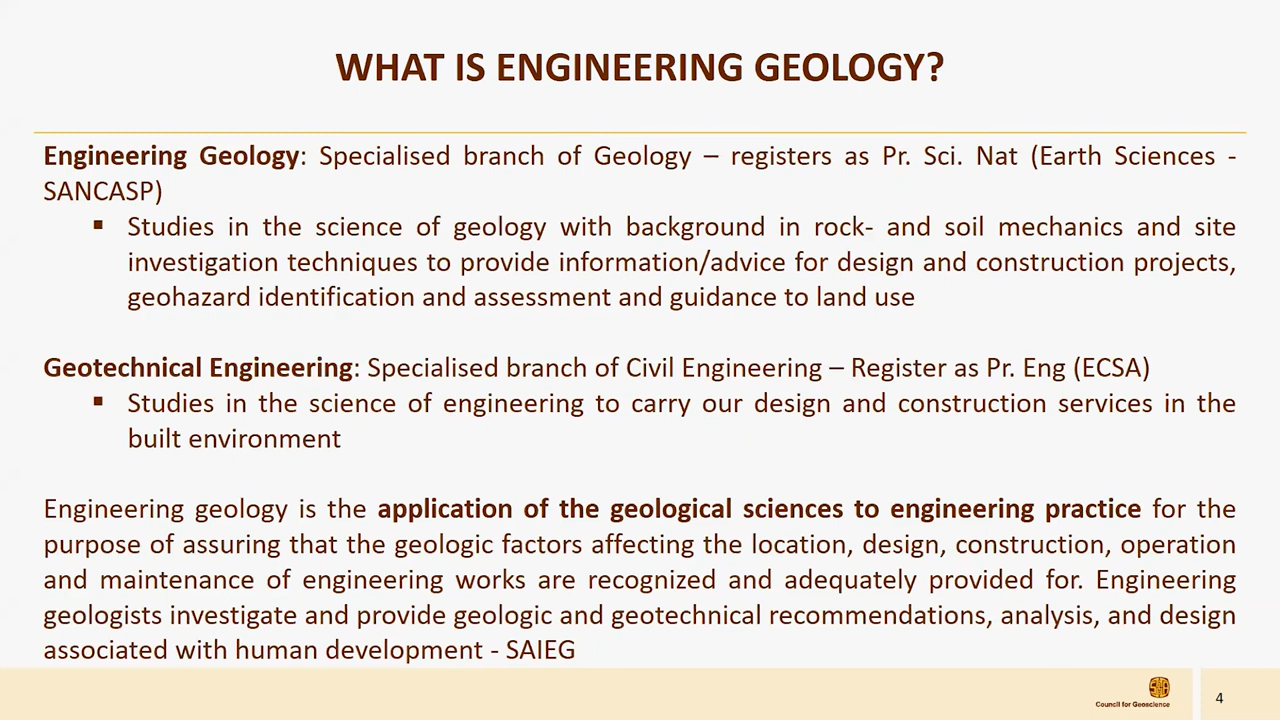 WHAT IS ENGINEERING GEOLOGY?
Engineering Geology: Specialised branch of Geology – registers as Pr. Sci. Nat (Earth Sciences -
SANCASP)
▪ Studies in the science of geology with background in rock- and soil mechanics and site
investigation techniques to provide information/advice for design and construction projects,
geohazard identification and assessment and guidance to land use
Geotechnical Engineering: Specialised branch of Civil Engineering – Register as Pr. Eng (ECSA)
▪ Studies in the science of engineering to carry our design and construction services in the
built environment
Engineering geology is the application of the geological sciences to engineering practice for the
purpose of assuring that the geologic factors affecting the location, design, construction, operation
and maintenance of engineering works are recognized and adequately provided for. Engineering
geologists investigate and provide geologic and geotechnical recommendations, analysis, and design
associated with human development - SAIEG
Council for Geoscience
4